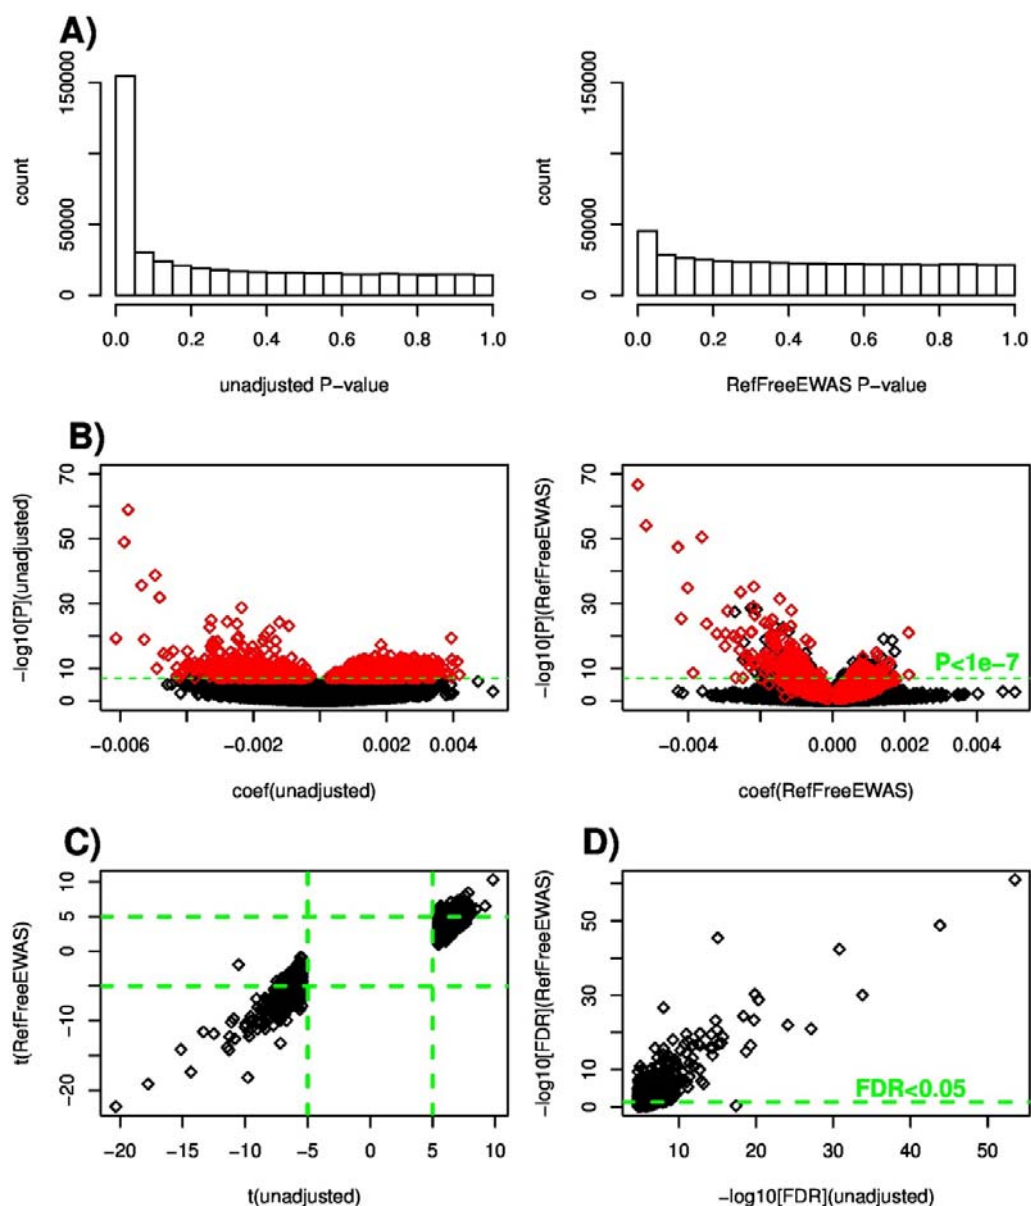 A)
count
150000
50000
0
0.0 0.2 0.4 0.6 0.8 1.0
unadjusted P-value
count
150000
50000
0
0.0 0.2 0.4 0.6 0.8 1.0
RefFreeEWAS P-value
B)
-log10[P](unadjusted)
70
50
30
10
0
-0.006 -0.002 0.002 0.004
coef(unadjusted)
-log10[P](RefFreeEWAS)
70
50
30
10
0
P<1e-7
-0.004 0.000 0.002 0.004
coef(RefFreeEWAS)
C)
t(RefFreeEWAS)
10
5
0
-10
-20
-20 -15 -10 -5 0 5 10
t(unadjusted)
D)
-log10[FDR](RefFreeEWAS)
50
30
10
0
FDR<0.05
10 20 30 40 50
-log10[FDR](unadjusted)